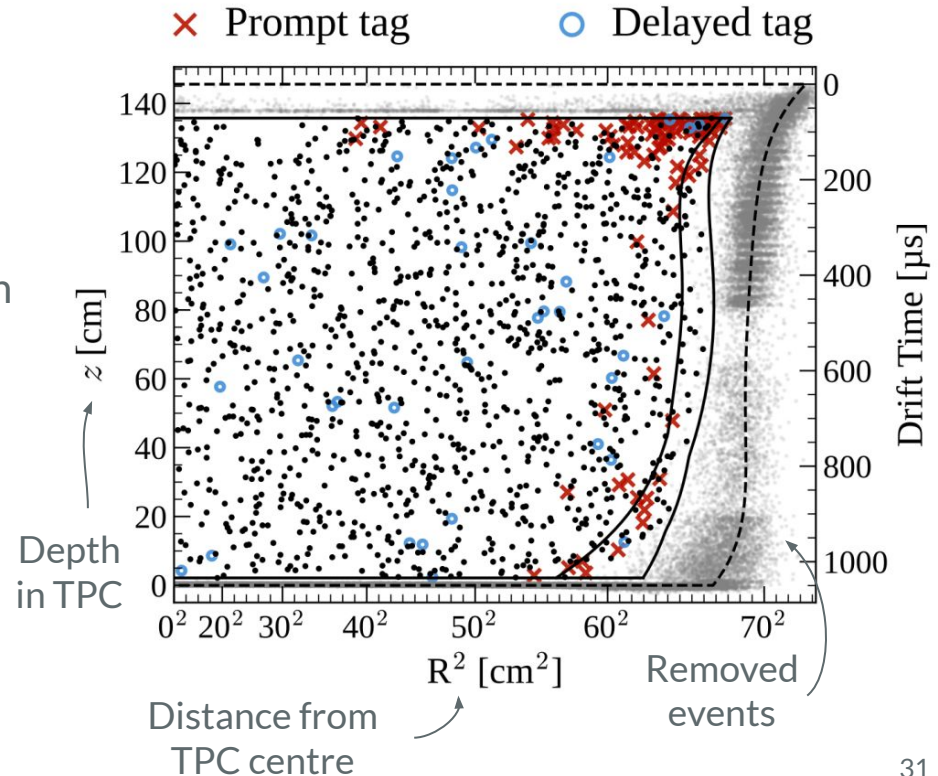 Prompt tag
Delayed tag
140
120
100
80
60
40
20
0
z [cm]
0
200
400
600
800
1000
Drift Time [µs]
0² 20² 30² 40² 50² 60² 70²
R² [cm²]
n
Depth
in TPC
Distance from
TPC centre
Removed
events
31